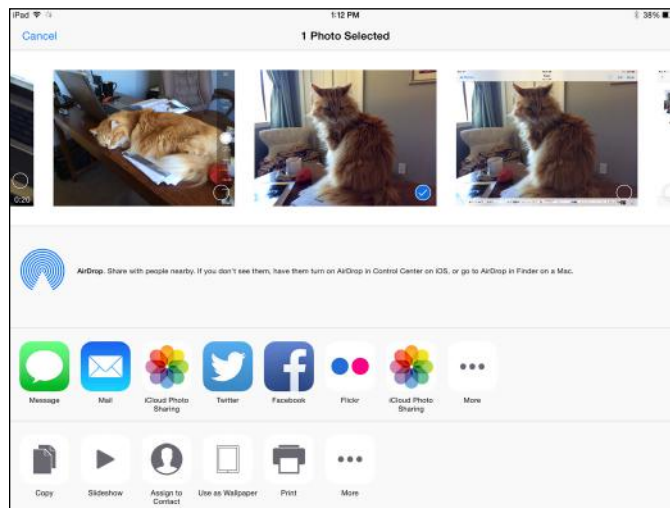 iPad 1:12 PM 38%
Cancel 1 Photo Selected
0:20
AirDrop. Share with people nearby. If you don't see them, have them turn on AirDrop in Control Center on iOS, or go to AirDrop in Finder on a Mac.
Message Mail iCloud Photo Sharing Twitter Facebook Flickr iCloud Photo Sharing More
Copy Slideshow Assign to Contact Use as Wallpaper Print More